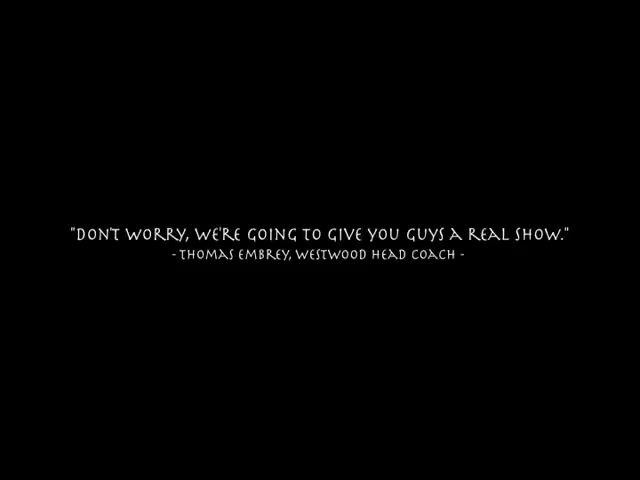 "DON'T WORRY, WE'RE GOING TO GIVE YOU GUYS A REAL SHOW."
- THOMAS EMBREY, WESTWOOD HEAD COACH -